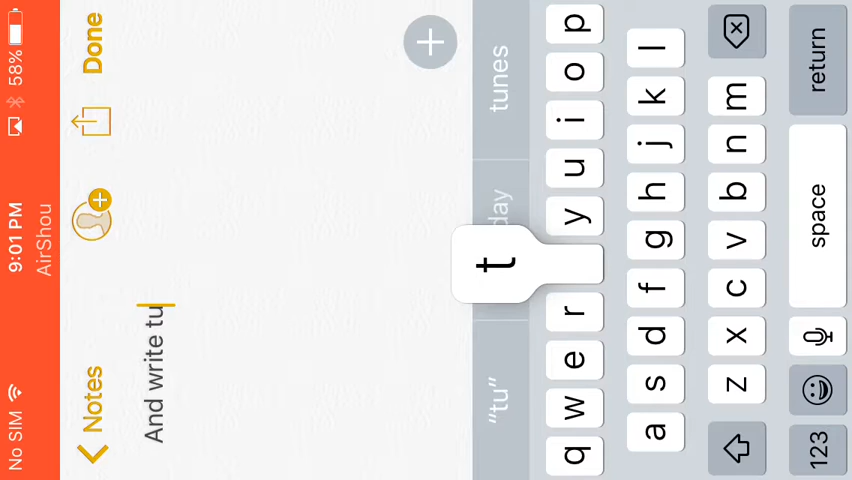 No SIM 9:01 PM 58%
AirShou
Notes Done
And write tu
"tu" day tunes
q w e r t y u i o p
a s d f g h j k l
z x c v b n m
123 space return